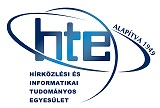 hte
ALAPÍTVA 1949
HÍRKÖZLÉSI ÉS
INFORMATIKAI
TUDOMÁNYOS
EGYESÜLET